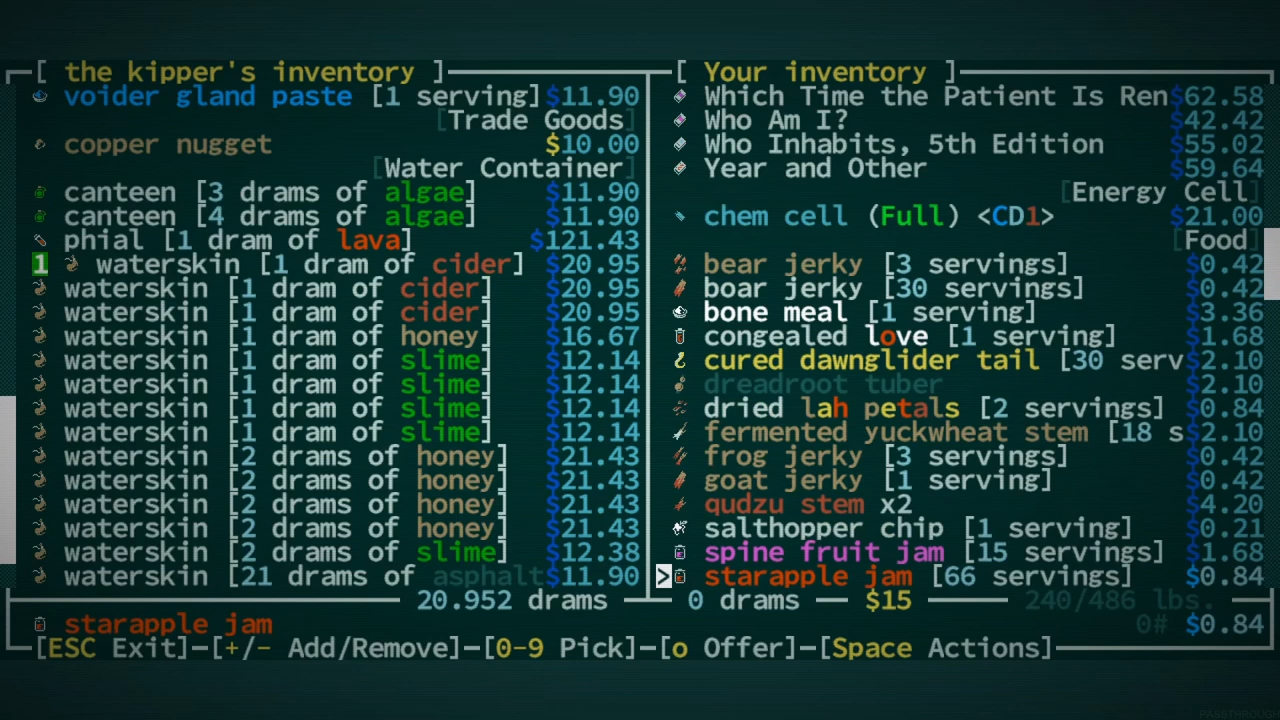 [ the kipper's inventory ]
voider gland paste [1 serving] $11.90
[Trade Goods]
copper nugget $10.00
[Water Container]
canteen [3 drams of algae] $11.90
canteen [4 drams of algae] $11.90
phial [1 dram of lava] $121.43
1 waterskin [1 dram of cider] $20.95
waterskin [1 dram of cider] $20.95
waterskin [1 dram of cider] $20.95
waterskin [1 dram of honey] $16.67
waterskin [1 dram of slime] $12.14
waterskin [1 dram of slime] $12.14
waterskin [1 dram of slime] $12.14
waterskin [1 dram of slime] $12.14
waterskin [2 drams of honey] $21.43
waterskin [2 drams of honey] $21.43
waterskin [2 drams of honey] $21.43
waterskin [2 drams of honey] $21.43
waterskin [2 drams of slime] $12.38
waterskin [21 drams of asphalt $11.90
[ Your inventory ]
Which Time the Patient Is Ren $62.58
Who Am I? $42.42
Who Inhabits, 5th Edition $55.02
Year and Other $59.64
[Energy Cell]
chem cell (Full) <CD1> $21.00
[Food]
bear jerky [3 servings] $0.42
boar jerky [30 servings] $0.42
bone meal [1 serving] $3.36
congealed love [1 serving] $1.68
cured dawnglider tail [30 serv $2.10
dreadroot tuber $2.10
dried lah petals [2 servings] $0.84
fermented yuckwheat stem [18 s $2.10
frog jerky [3 servings] $0.42
goat jerky [1 serving] $0.42
qudzu stem x2 $4.20
salthopper chip [1 serving] $0.21
spine fruit jam [15 servings] $1.68
> starapple jam [66 servings] $0.84
20.952 drams 0 drams $15 240/486 lbs.
starapple jam 0# $0.84
[ESC Exit]-[+/- Add/Remove]-[0-9 Pick]-[o Offer]-[Space Actions]